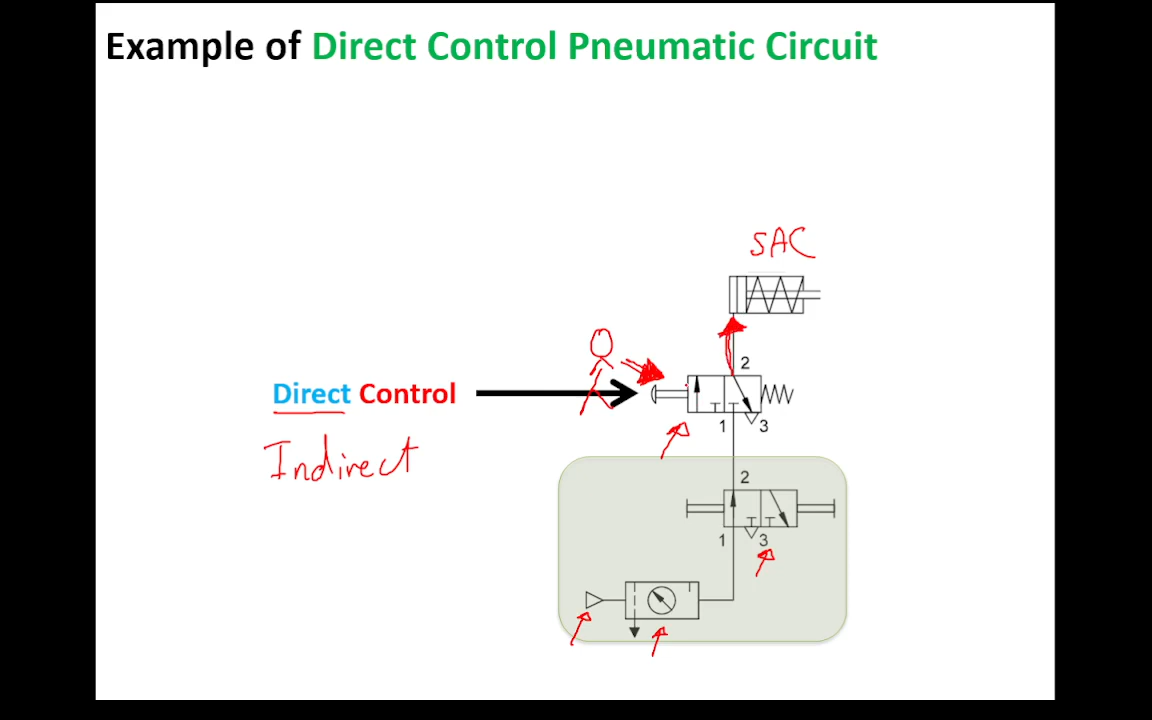 Example of Direct Control Pneumatic Circuit
SAC
2
Direct Control
1 3
Indirect
2
1 3